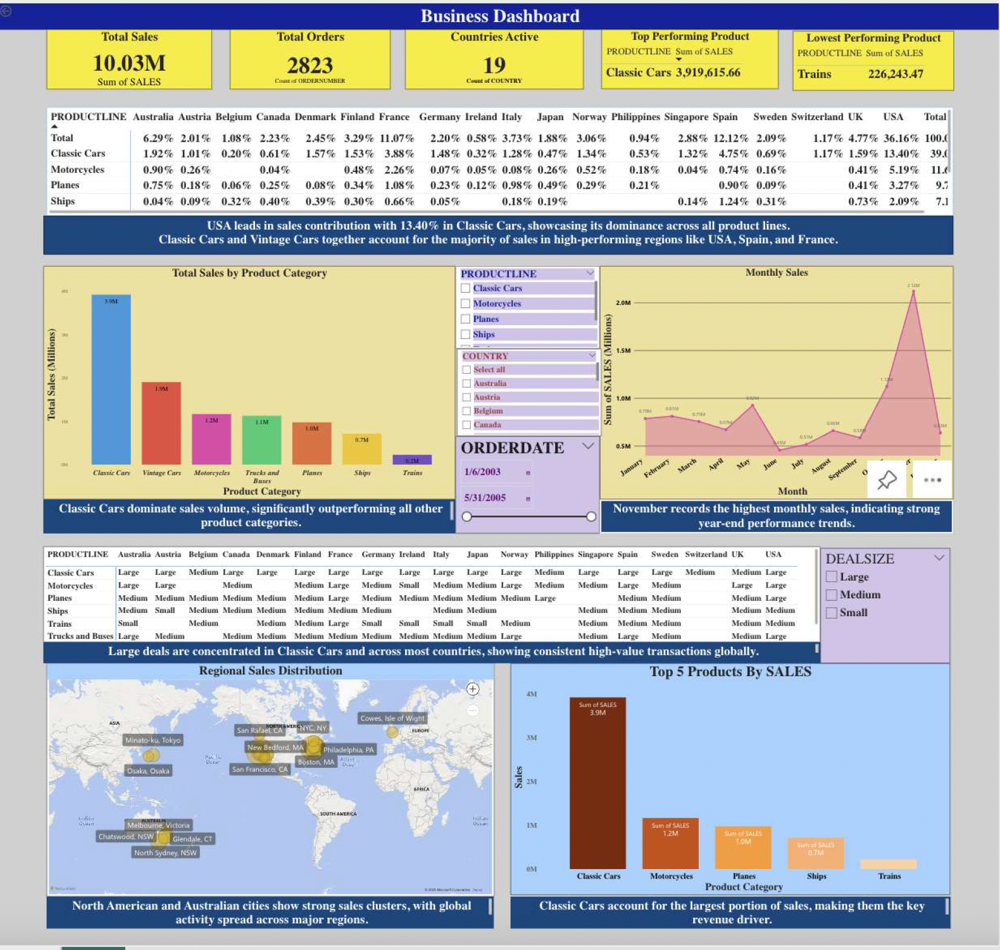 Business Dashboard
Total Sales
10.03M
Sum of SALES
Total Orders
2823
Count of ORDERNUMBER
Countries Active
19
Count of COUNTRY
Top Performing Product
PRODUCTLINE Sum of SALES
Classic Cars 3,919,615.66
Lowest Performing Product
PRODUCTLINE Sum of SALES
Trains 226,243.47
PRODUCTLINE Australia Austria Belgium Canada Denmark Finland France Germany Ireland Italy Japan Norway Philippines Singapore Spain Sweden Switzerland UK USA Total
Total 6.29% 2.01% 1.08% 2.23% 2.45% 3.29% 11.07% 2.20% 0.58% 3.73% 1.88% 3.06% 0.94% 2.88% 12.12% 2.09% 1.17% 4.77% 36.16% 100.0
Classic Cars 1.92% 1.01% 0.20% 0.61% 1.57% 1.53% 3.88% 1.48% 0.32% 1.28% 0.47% 1.34% 0.53% 1.32% 4.75% 0.69% 1.17% 1.59% 13.40% 39.0
Motorcycles 0.90% 0.26% 0.04% 0.48% 2.26% 0.07% 0.05% 0.08% 0.26% 0.52% 0.18% 0.04% 0.74% 0.16% 0.41% 5.19% 11.6
Planes 0.75% 0.18% 0.06% 0.25% 0.08% 0.34% 1.08% 0.23% 0.12% 0.98% 0.49% 0.29% 0.21% 0.90% 0.09% 0.41% 3.27% 9.7
Ships 0.04% 0.09% 0.32% 0.40% 0.39% 0.30% 0.66% 0.05% 0.18% 0.19% 0.14% 1.24% 0.31% 0.73% 2.09% 7.1
USA leads in sales contribution with 13.40% in Classic Cars, showcasing its dominance across all product lines.
Classic Cars and Vintage Cars together account for the majority of sales in high-performing regions like USA, Spain, and France.
Total Sales by Product Category
Total Sales (Millions)
4M
3M
2M
1M
0M
3.9M
1.9M
1.2M
1.1M
1.0M
0.7M
0.2M
Classic Cars Vintage Cars Motorcycles Trucks and Buses Planes Ships Trains
Product Category
Classic Cars dominate sales volume, significantly outperforming all other
product categories.
PRODUCTLINE
Classic Cars
Motorcycles
Planes
Ships
COUNTRY
Select all
Australia
Austria
Belgium
Canada
ORDERDATE
1/6/2003
5/31/2005
Monthly Sales
Sum of SALES (Millions)
2.0M
1.5M
1.0M
0.5M
0.79M
0.81M
0.75M
0.67M
0.92M
0.45M
0.51M
0.66M
0.58M
1.12M
2.12M
January February March April May June July August September
Month
November records the highest monthly sales, indicating strong
year-end performance trends.
PRODUCTLINE Australia Austria Belgium Canada Denmark Finland France Germany Ireland Italy Japan Norway Philippines Singapore Spain Sweden Switzerland UK USA
Classic Cars Large Large Medium Large Large Large Large Large Large Large Large Large Medium Large Large Large Medium Medium Large
Motorcycles Large Large Medium Medium Large Medium Small Medium Medium Large Medium Medium Large Medium Large Large
Planes Medium Medium Medium Medium Medium Medium Large Medium Medium Medium Medium Medium Large Medium Medium Medium Large
Ships Medium Small Medium Medium Medium Medium Medium Medium Medium Medium Medium Medium Medium Medium Medium
Trains Small Medium Medium Medium Large Small Small Small Small Medium Medium Medium Medium Medium Medium
Trucks and Buses Large Medium Medium Medium Medium Medium Medium Medium Medium Medium Large Medium Large Medium Medium Large
Large deals are concentrated in Classic Cars and across most countries, showing consistent high-value transactions globally.
DEALSIZE
Large
Medium
Small
Regional Sales Distribution
ASIA
NORTH AMERICA
EUROPE
AFRICA
SOUTH AMERICA
AUSTRALIA
Pacific Ocean
Atlantic Ocean
Indian Ocean
Indian Ocean
Cowes, Isle of Wight
San Rafael, CA
NYC, NY
Minato-ku, Tokyo
New Bedford, MA
Philadelphia, PA
Boston, MA
Osaka, Osaka
San Francisco, CA
Melbourne, Victoria
Chatswood, NSW
Glendale, CT
North Sydney, NSW
© 2025 Microsoft Corporation Terms
North American and Australian cities show strong sales clusters, with global
activity spread across major regions.
Top 5 Products By SALES
Sales
4M
3M
2M
1M
0M
Sum of SALES
3.9M
Sum of SALES
1.2M
Sum of SALES
1.0M
Sum of SALES
0.7M
Classic Cars Motorcycles Planes Ships Trains
Product Category
Classic Cars account for the largest portion of sales, making them the key
revenue driver.